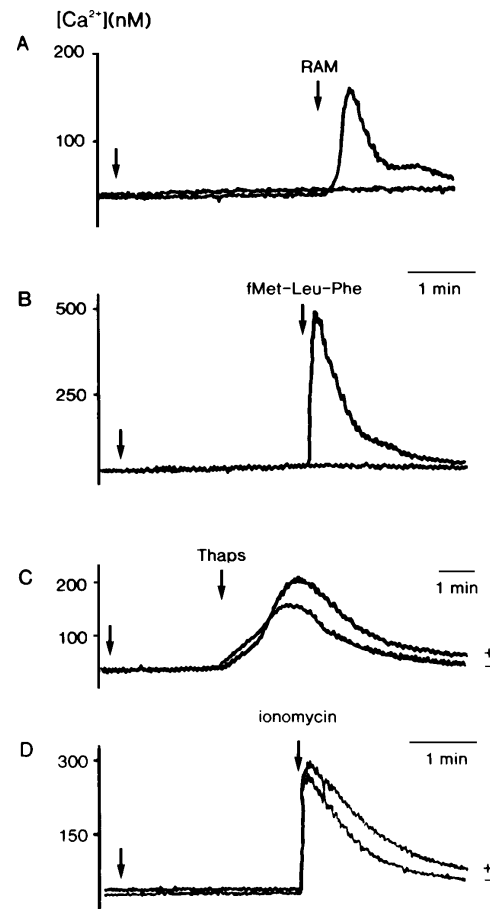 [Ca²⁺](nM)
A
200
RAM
100
1 min
B
fMet-Leu-Phe
500
250
Thaps
C
200
1 min
100
+
−
ionomycin
D
300
1 min
150
+
−